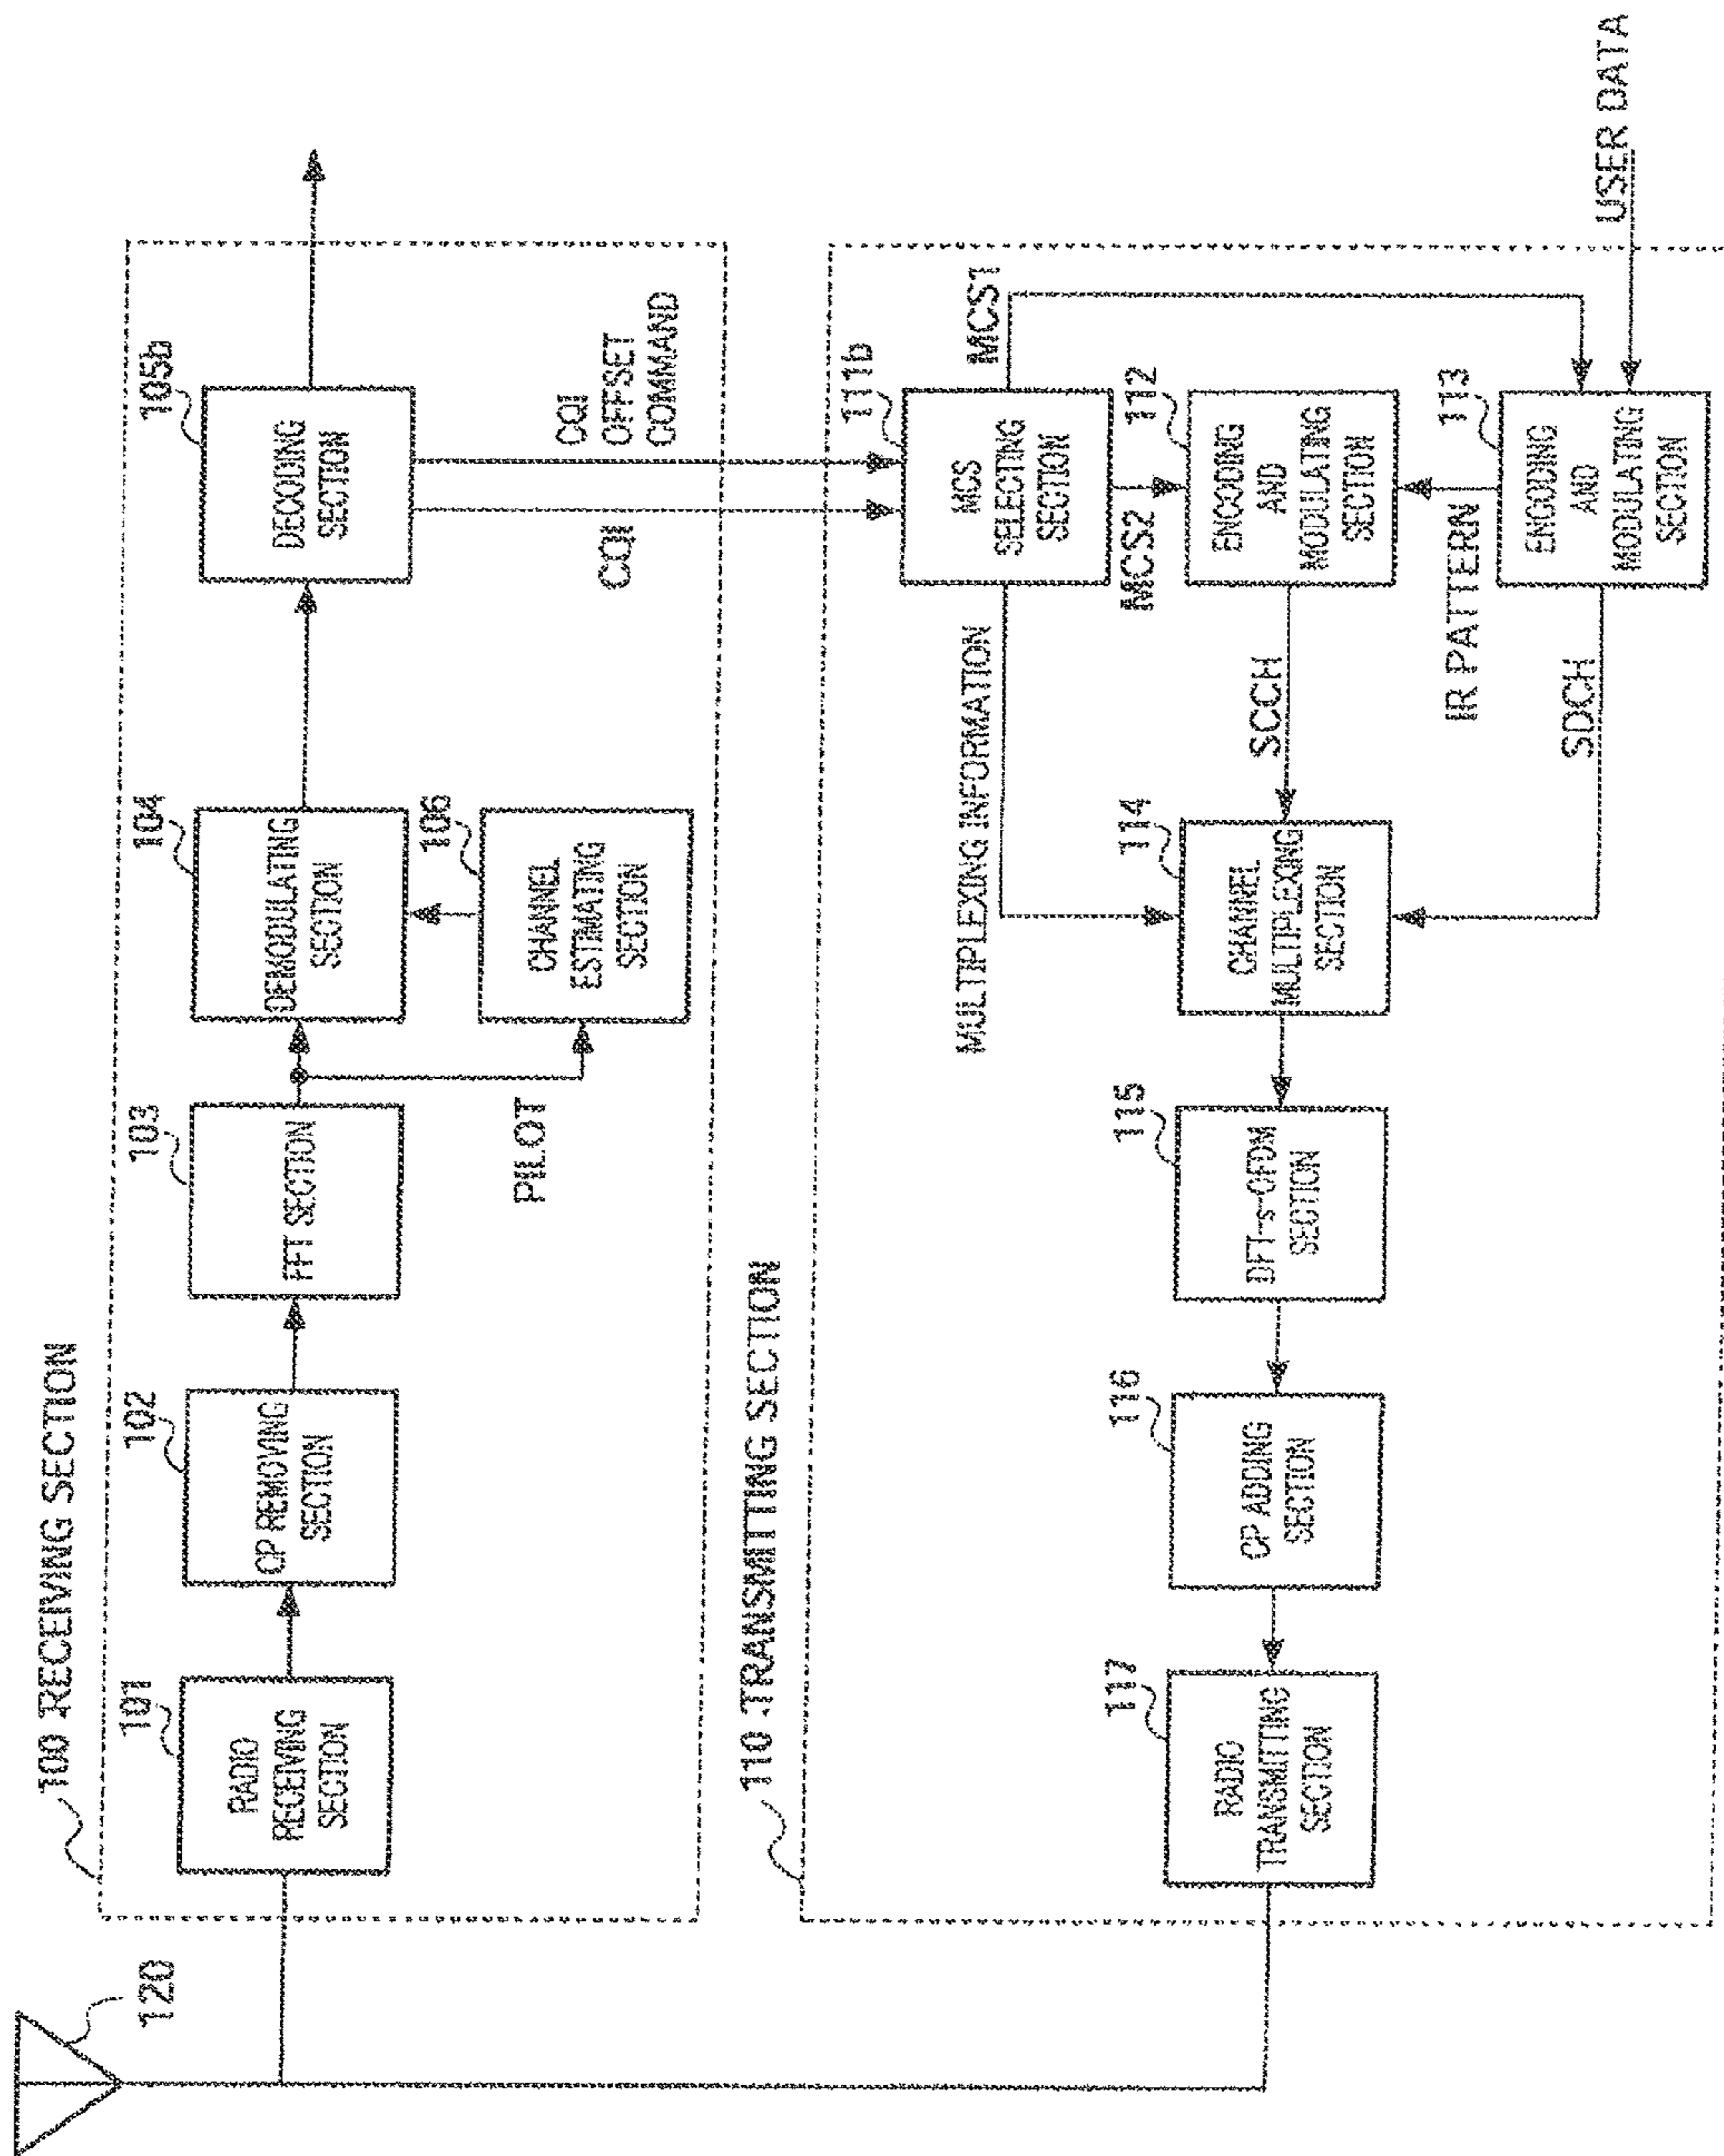 100 RECEIVING SECTION
101
RADIO
RECEIVING
SECTION
102
CP REMOVING
SECTION
103
FFT SECTION
PILOT
104
DEMODULATING
SECTION
106
CHANNEL
ESTIMATING
SECTION
105b
DECODING
SECTION
CQI
CQI
OFFSET
COMMAND
120
110 TRANSMITTING SECTION
111b
MCS
SELECTING
SECTION
MCS1
MULTIPLEXING INFORMATION
MCS2
112
ENCODING
AND
MODULATING
SECTION
SCCH
IR PATTERN
113
ENCODING
AND
MODULATING
SECTION
SDCH
USER DATA
114
CHANNEL
MULTIPLEXING
SECTION
115
DFT-s-OFDM
SECTION
116
CP ADDING
SECTION
117
RADIO
TRANSMITTING
SECTION